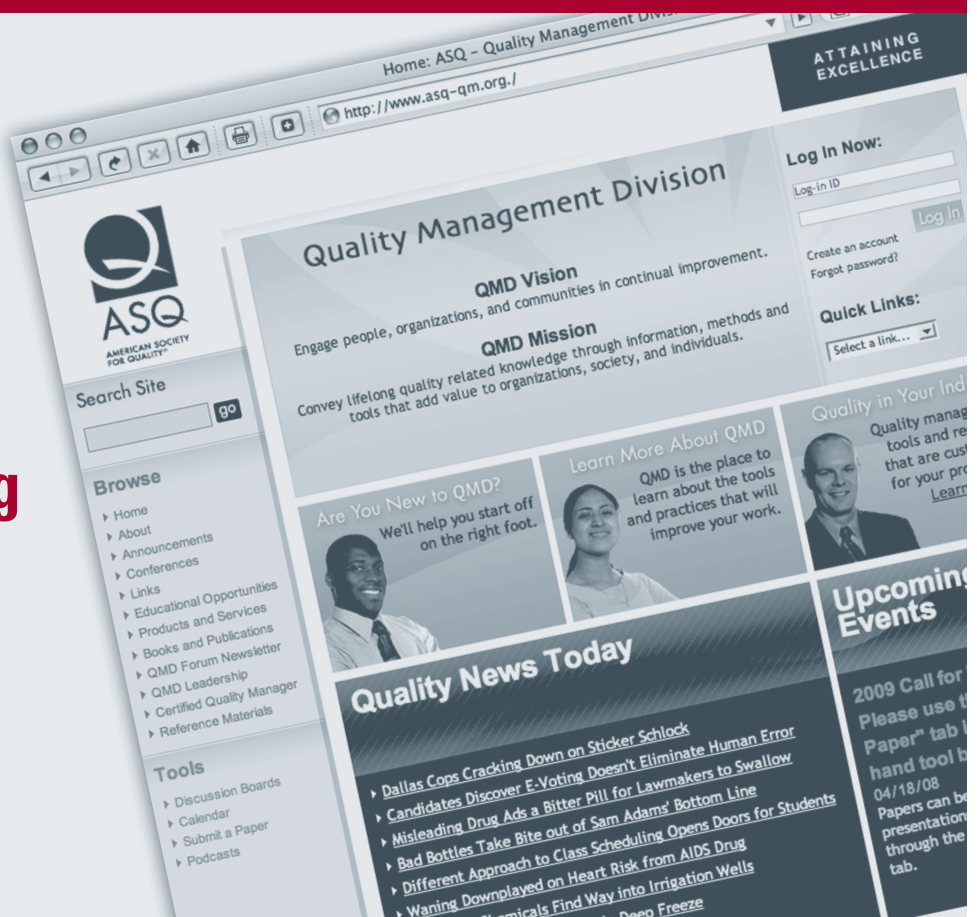 Home: ASQ – Quality Management
http://www.asq-qm.org./
ATTAINING
EXCELLENCE
ASQ
AMERICAN SOCIETY
FOR QUALITY™
Search Site
go
Browse
Home
About
Announcements
Conferences
Links
Educational Opportunities
Products and Services
Books and Publications
QMD Forum Newsletter
QMD Leadership
Certified Quality Manager
Reference Materials
Tools
Discussion Boards
Calendar
Submit a Paper
Podcasts
g
Quality Management Division
QMD Vision
Engage people, organizations, and communities in continual improvement.
QMD Mission
Convey lifelong quality related knowledge through information, methods and
tools that add value to organizations, society, and individuals.
Log In Now:
Log-in ID
Log In
Create an account
Forgot password?
Quick Links:
Select a link...
Are You New to QMD?
We'll help you start off
on the right foot.
Learn More About QMD
QMD is the place to
learn about the tools
and practices that will
improve your work.
Quality in Your Ind
Quality manag
tools and re
that are cus
for your pro
Learn
Quality News Today
Dallas Cops Cracking Down on Sticker Schlock
Candidates Discover E-Voting Doesn't Eliminate Human Error
Misleading Drug Ads a Bitter Pill for Lawmakers to Swallow
Bad Bottles Take Bite out of Sam Adams' Bottom Line
Different Approach to Class Scheduling Opens Doors for Students
Waning Downplayed on Heart Risk from AIDS Drug
emicals Find Way into Irrigation Wells
Deep Freeze
Upcoming
Events
2009 Call for
Please use th
Paper" tab
hand tool b
04/18/08
Papers can be
presentation
through the
tab.